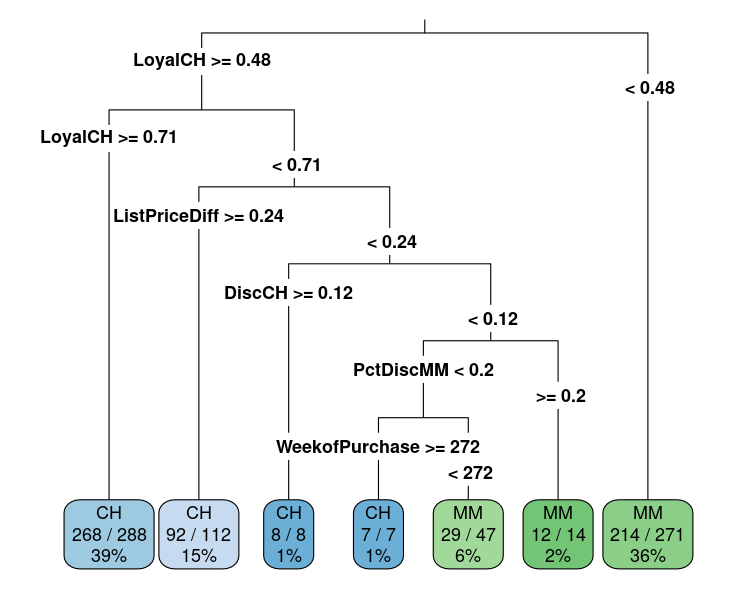 LoyalCH >= 0.48
< 0.48
LoyalCH >= 0.71
< 0.71
ListPriceDiff >= 0.24
< 0.24
DiscCH >= 0.12
< 0.12
PctDiscMM < 0.2
>= 0.2
WeekofPurchase >= 272
< 272
CH
268 / 288
39%
CH
92 / 112
15%
CH
8 / 8
1%
CH
7 / 7
1%
MM
29 / 47
6%
MM
12 / 14
2%
MM
214 / 271
36%